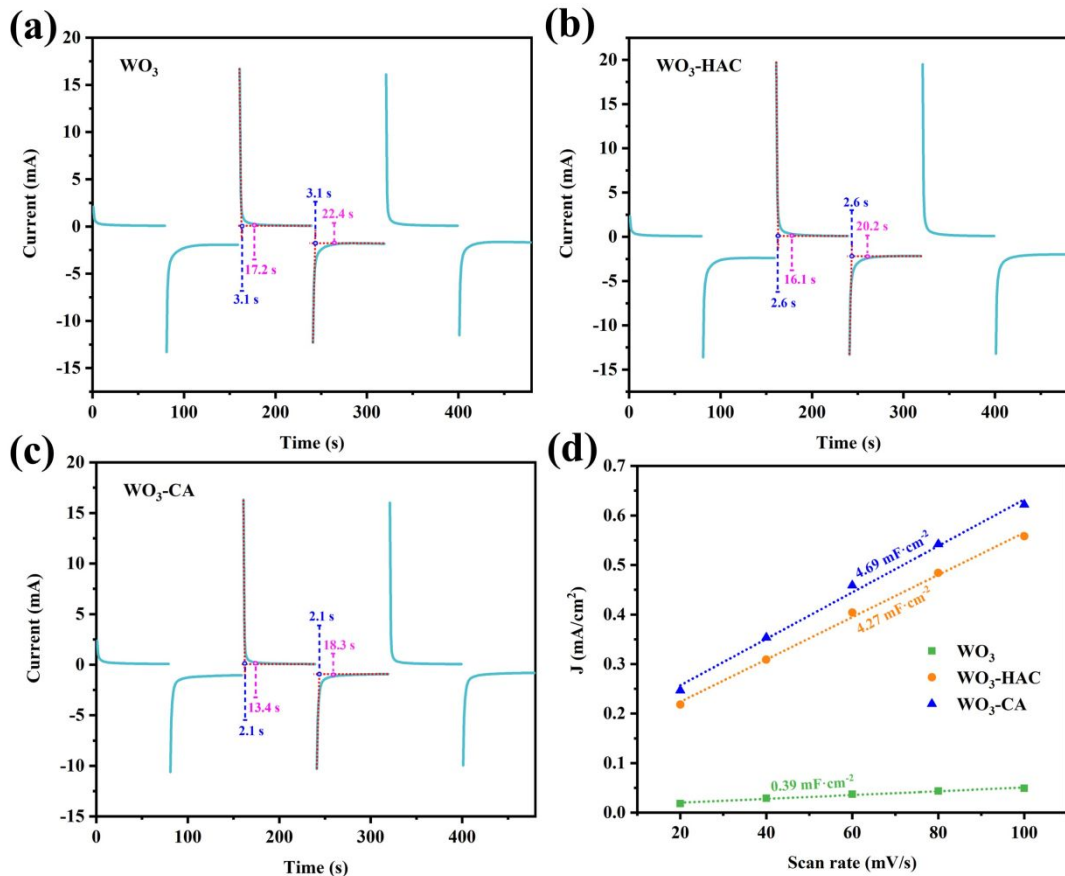 (a)
WO₃
Current (mA)
20
15
10
5
0
-5
-10
-15
0
100
200
300
400
Time (s)
3.1 s
17.2 s
3.1 s
22.4 s
(b)
WO₃-HAC
Current (mA)
20
15
10
5
0
-5
-10
-15
0
100
200
300
400
Time (s)
2.6 s
16.1 s
2.6 s
20.2 s
(c)
WO₃-CA
Current (mA)
20
15
10
5
0
-5
-10
-15
0
100
200
300
400
Time (s)
2.1 s
13.4 s
2.1 s
18.3 s
(d)
J (mA/cm²)
0.7
0.6
0.5
0.4
0.3
0.2
0.1
0.0
20
40
60
80
100
Scan rate (mV/s)
4.69 mF·cm⁻²
4.27 mF·cm⁻²
0.39 mF·cm⁻²
WO₃
WO₃-HAC
WO₃-CA